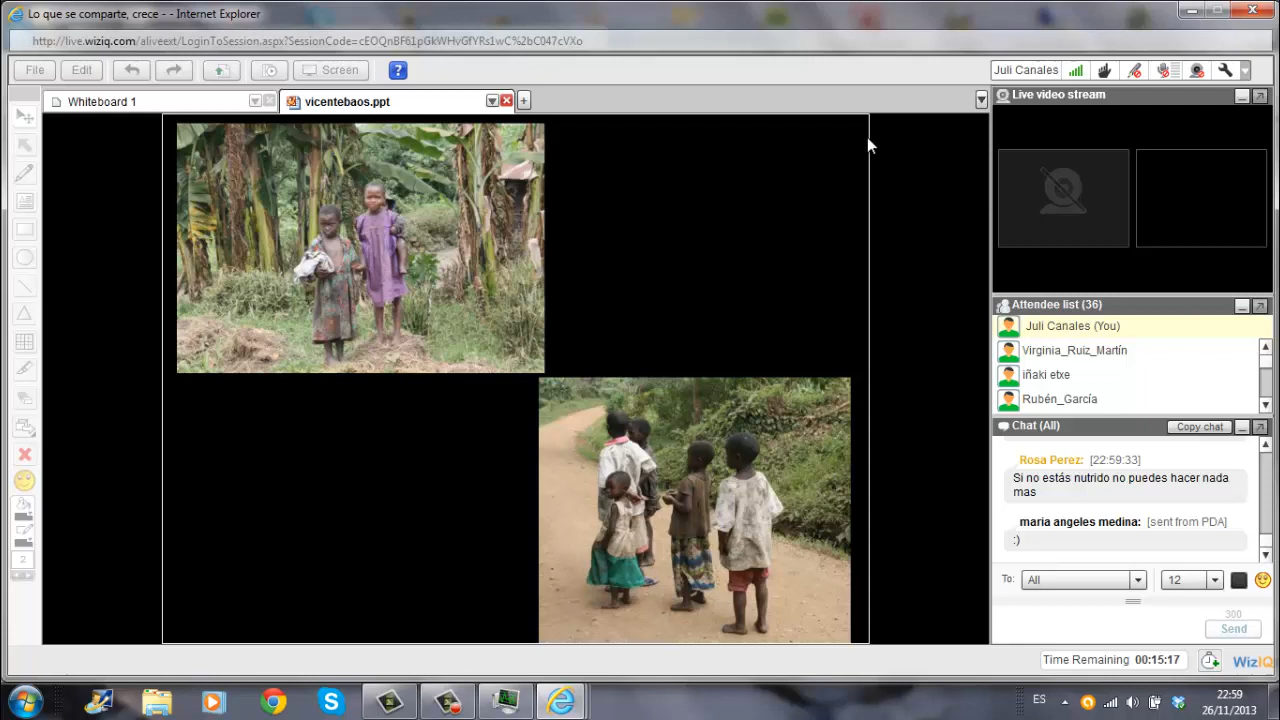 Lo que se comparte, crece - - Internet Explorer
http://live.wiziq.com/aliveext/LoginToSession.aspx?SessionCode=cEOQnBF61pGkWHvGfYRs1wC%2bC047cVXo
File Edit Screen ? Juli Canales
Whiteboard 1 vicentebaos.ppt +
Live video stream
Attendee list (36)
Juli Canales (You)
Virginia_Ruiz_Martín
iñaki etxe
Rubén_García
Chat (All) Copy chat
Rosa Perez: [22:59:33]
Si no estás nutrido no puedes hacer nada
mas
maria angeles medina: [sent from PDA]
:)
To: All 12
300
Send
2
Time Remaining 00:15:17 WizIQ
ES 22:59
26/11/2013